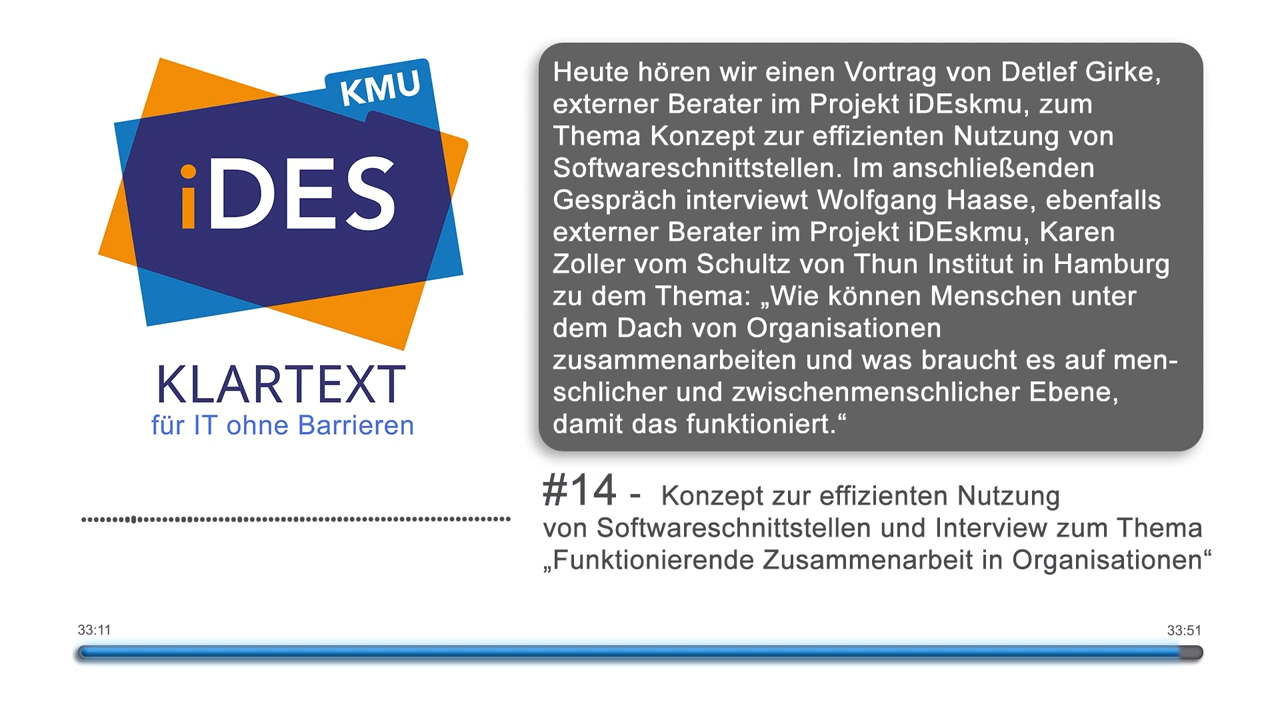 KMU
iDES
KLARTEXT
für IT ohne Barrieren
Heute hören wir einen Vortrag von Detlef Girke,
externer Berater im Projekt iDEskmu, zum
Thema Konzept zur effizienten Nutzung von
Softwareschnittstellen. Im anschließenden
Gespräch interviewt Wolfgang Haase, ebenfalls
externer Berater im Projekt iDEskmu, Karen
Zoller vom Schultz von Thun Institut in Hamburg
zu dem Thema: „Wie können Menschen unter
dem Dach von Organisationen
zusammenarbeiten und was braucht es auf men-
schlicher und zwischenmenschlicher Ebene,
damit das funktioniert.“
#14 - Konzept zur effizienten Nutzung
von Softwareschnittstellen und Interview zum Thema
„Funktionierende Zusammenarbeit in Organisationen“
33:11
33:51